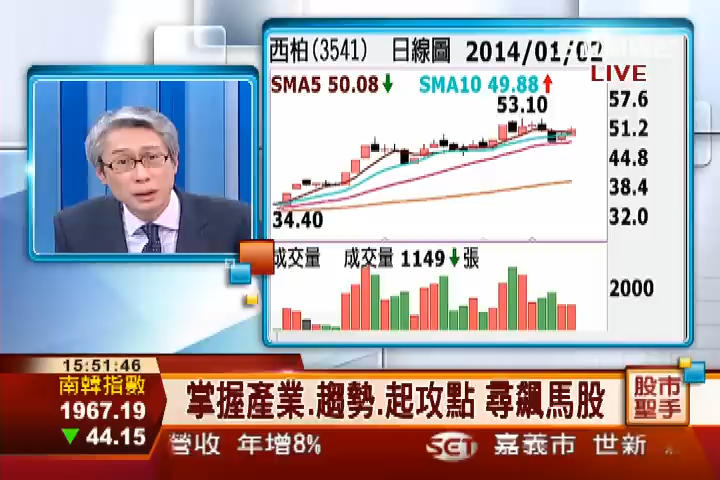 西柏(3541) 日線圖 2014/01/02
LIVE
SMA5 50.08↓ SMA10 49.88↑
53.10
57.6
51.2
44.8
38.4
32.0
34.40
成交量 成交量 1149↓張
2000
15:51:46
南韓指數
1967.19
▼ 44.15
掌握產業.趨勢.起攻點 尋飆馬股
股市
聖手
營收 年增8% SET 嘉義市 世新